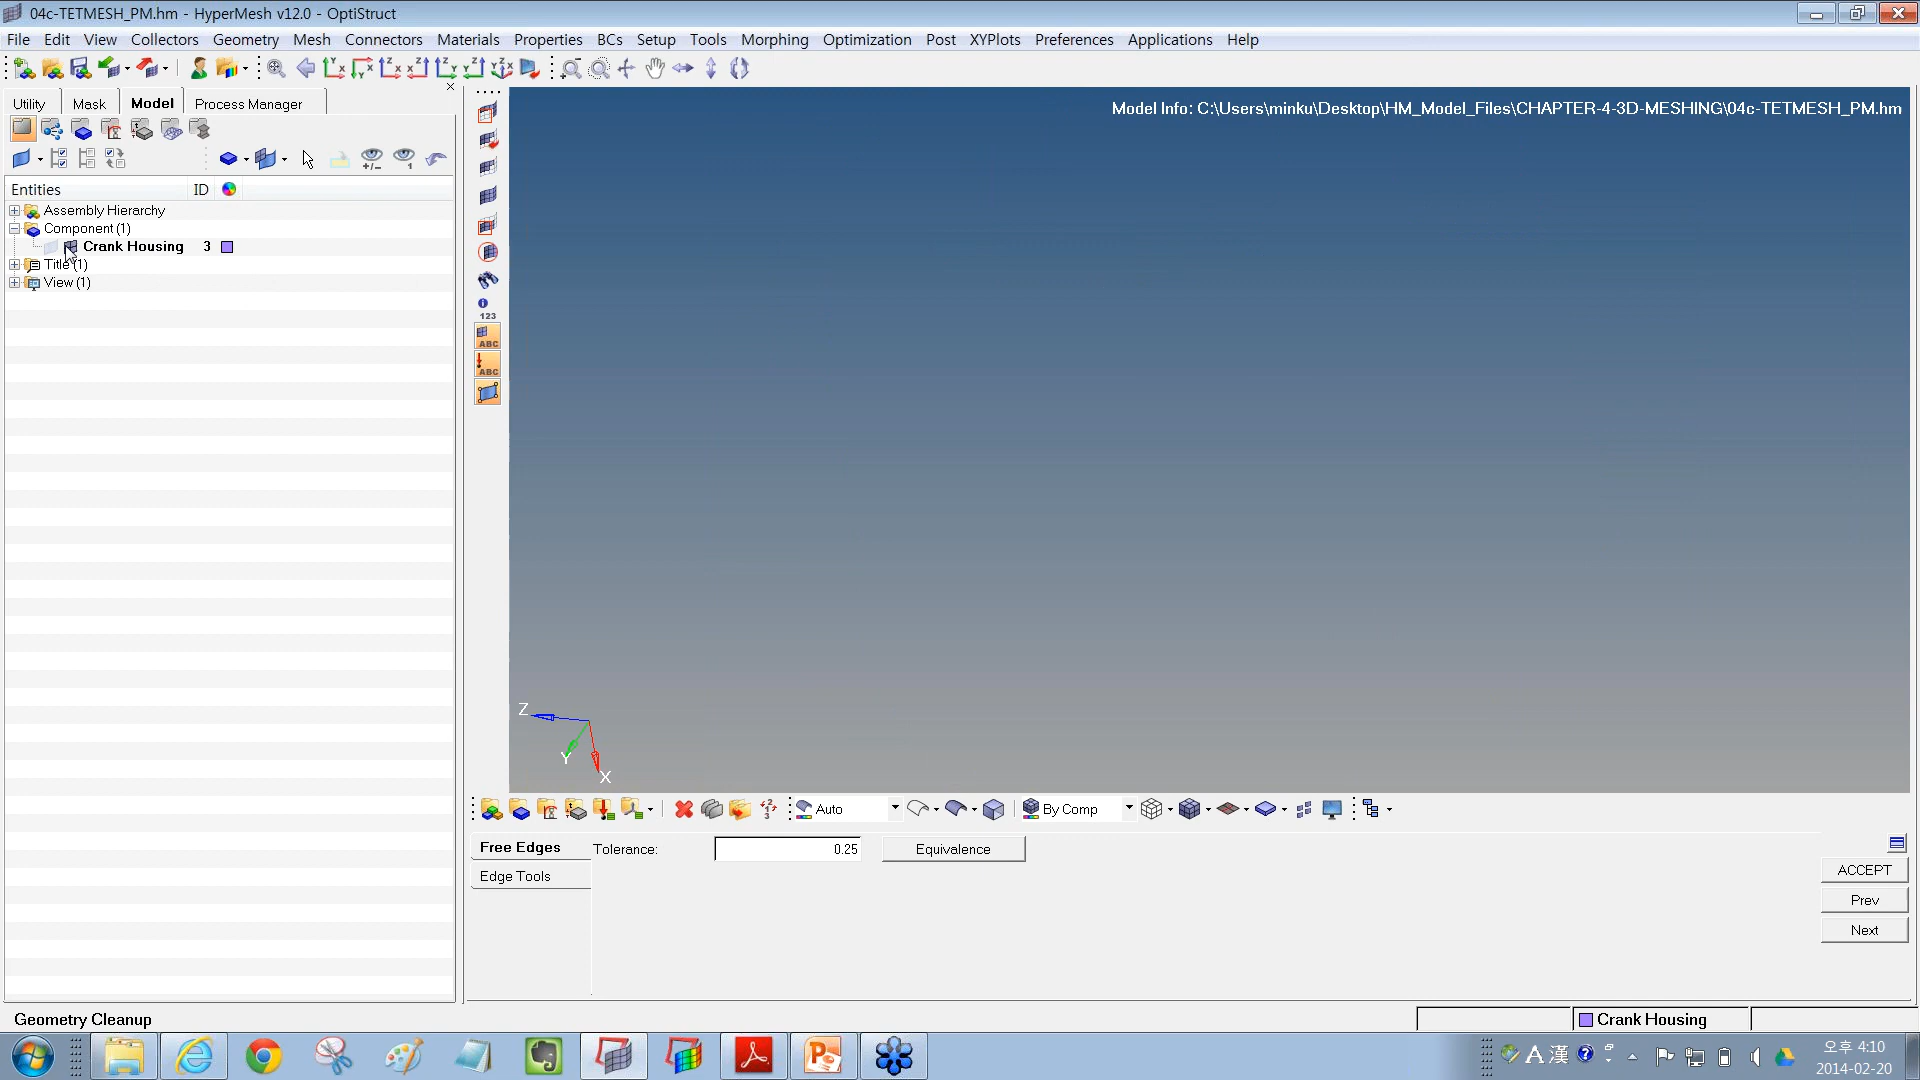 04c-TETMESH_PM.hm - HyperMesh v12.0 - OptiStruct
File Edit View Collectors Geometry Mesh Connectors Materials Properties BCs Setup Tools Morphing Optimization Post XYPlots Preferences Applications Help
Utility Mask Model Process Manager
Model Info: C:\Users\minku\Desktop\HM_Model_Files\CHAPTER-4-3D-MESHING\04c-TETMESH_PM.hm
Entities ID
Assembly Hierarchy
Component (1)
Crank Housing 3
Title (1)
View (1)
123
ABC
ABC
Z
Y
X
Auto
By Comp
Free Edges
Tolerance: 0.25 Equivalence
Edge Tools
ACCEPT
Prev
Next
Geometry Cleanup
Crank Housing
A 漢
오후 4:10
2014-02-20